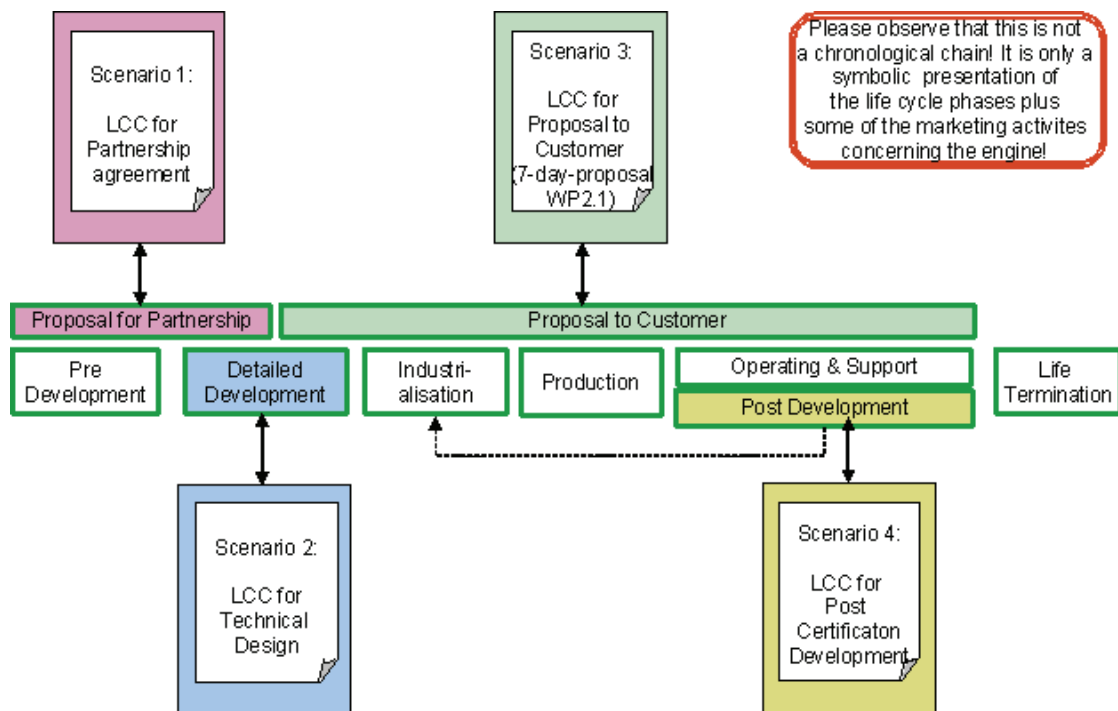 Scenario 1:
LCC for
Partnership
agreement
Scenario 3:
LCC for
Proposal to
Customer
(7-day-proposal
WP2.1)
Please observe that this is not
a chronological chain! It is only a
symbolic presentation of
the life cycle phases plus
some of the marketing activites
concerning the engine!
Proposal for Partnership
Proposal to Customer
Pre
Development
Detailed
Development
Industri-
alisation
Production
Operating & Support
Post Development
Life
Termination
Scenario 2:
LCC for
Technical
Design
Scenario 4:
LCC for
Post
Certificaton
Development